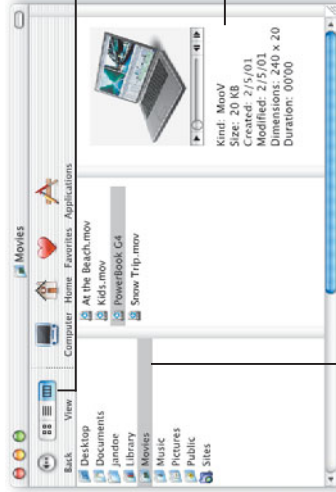 Movies
Back View Computer Home Favorites Applications
Desktop
Documents
jandoe
Library
Movies
Music
Pictures
Public
Sites
At the Beach.mov
Kids.mov
PowerBook G4
Snow Trip.mov
Kind: MooV
Size: 20 KB
Created: 2/5/01
Modified: 2/5/01
Dimensions: 240 x 20
Duration: 00'00